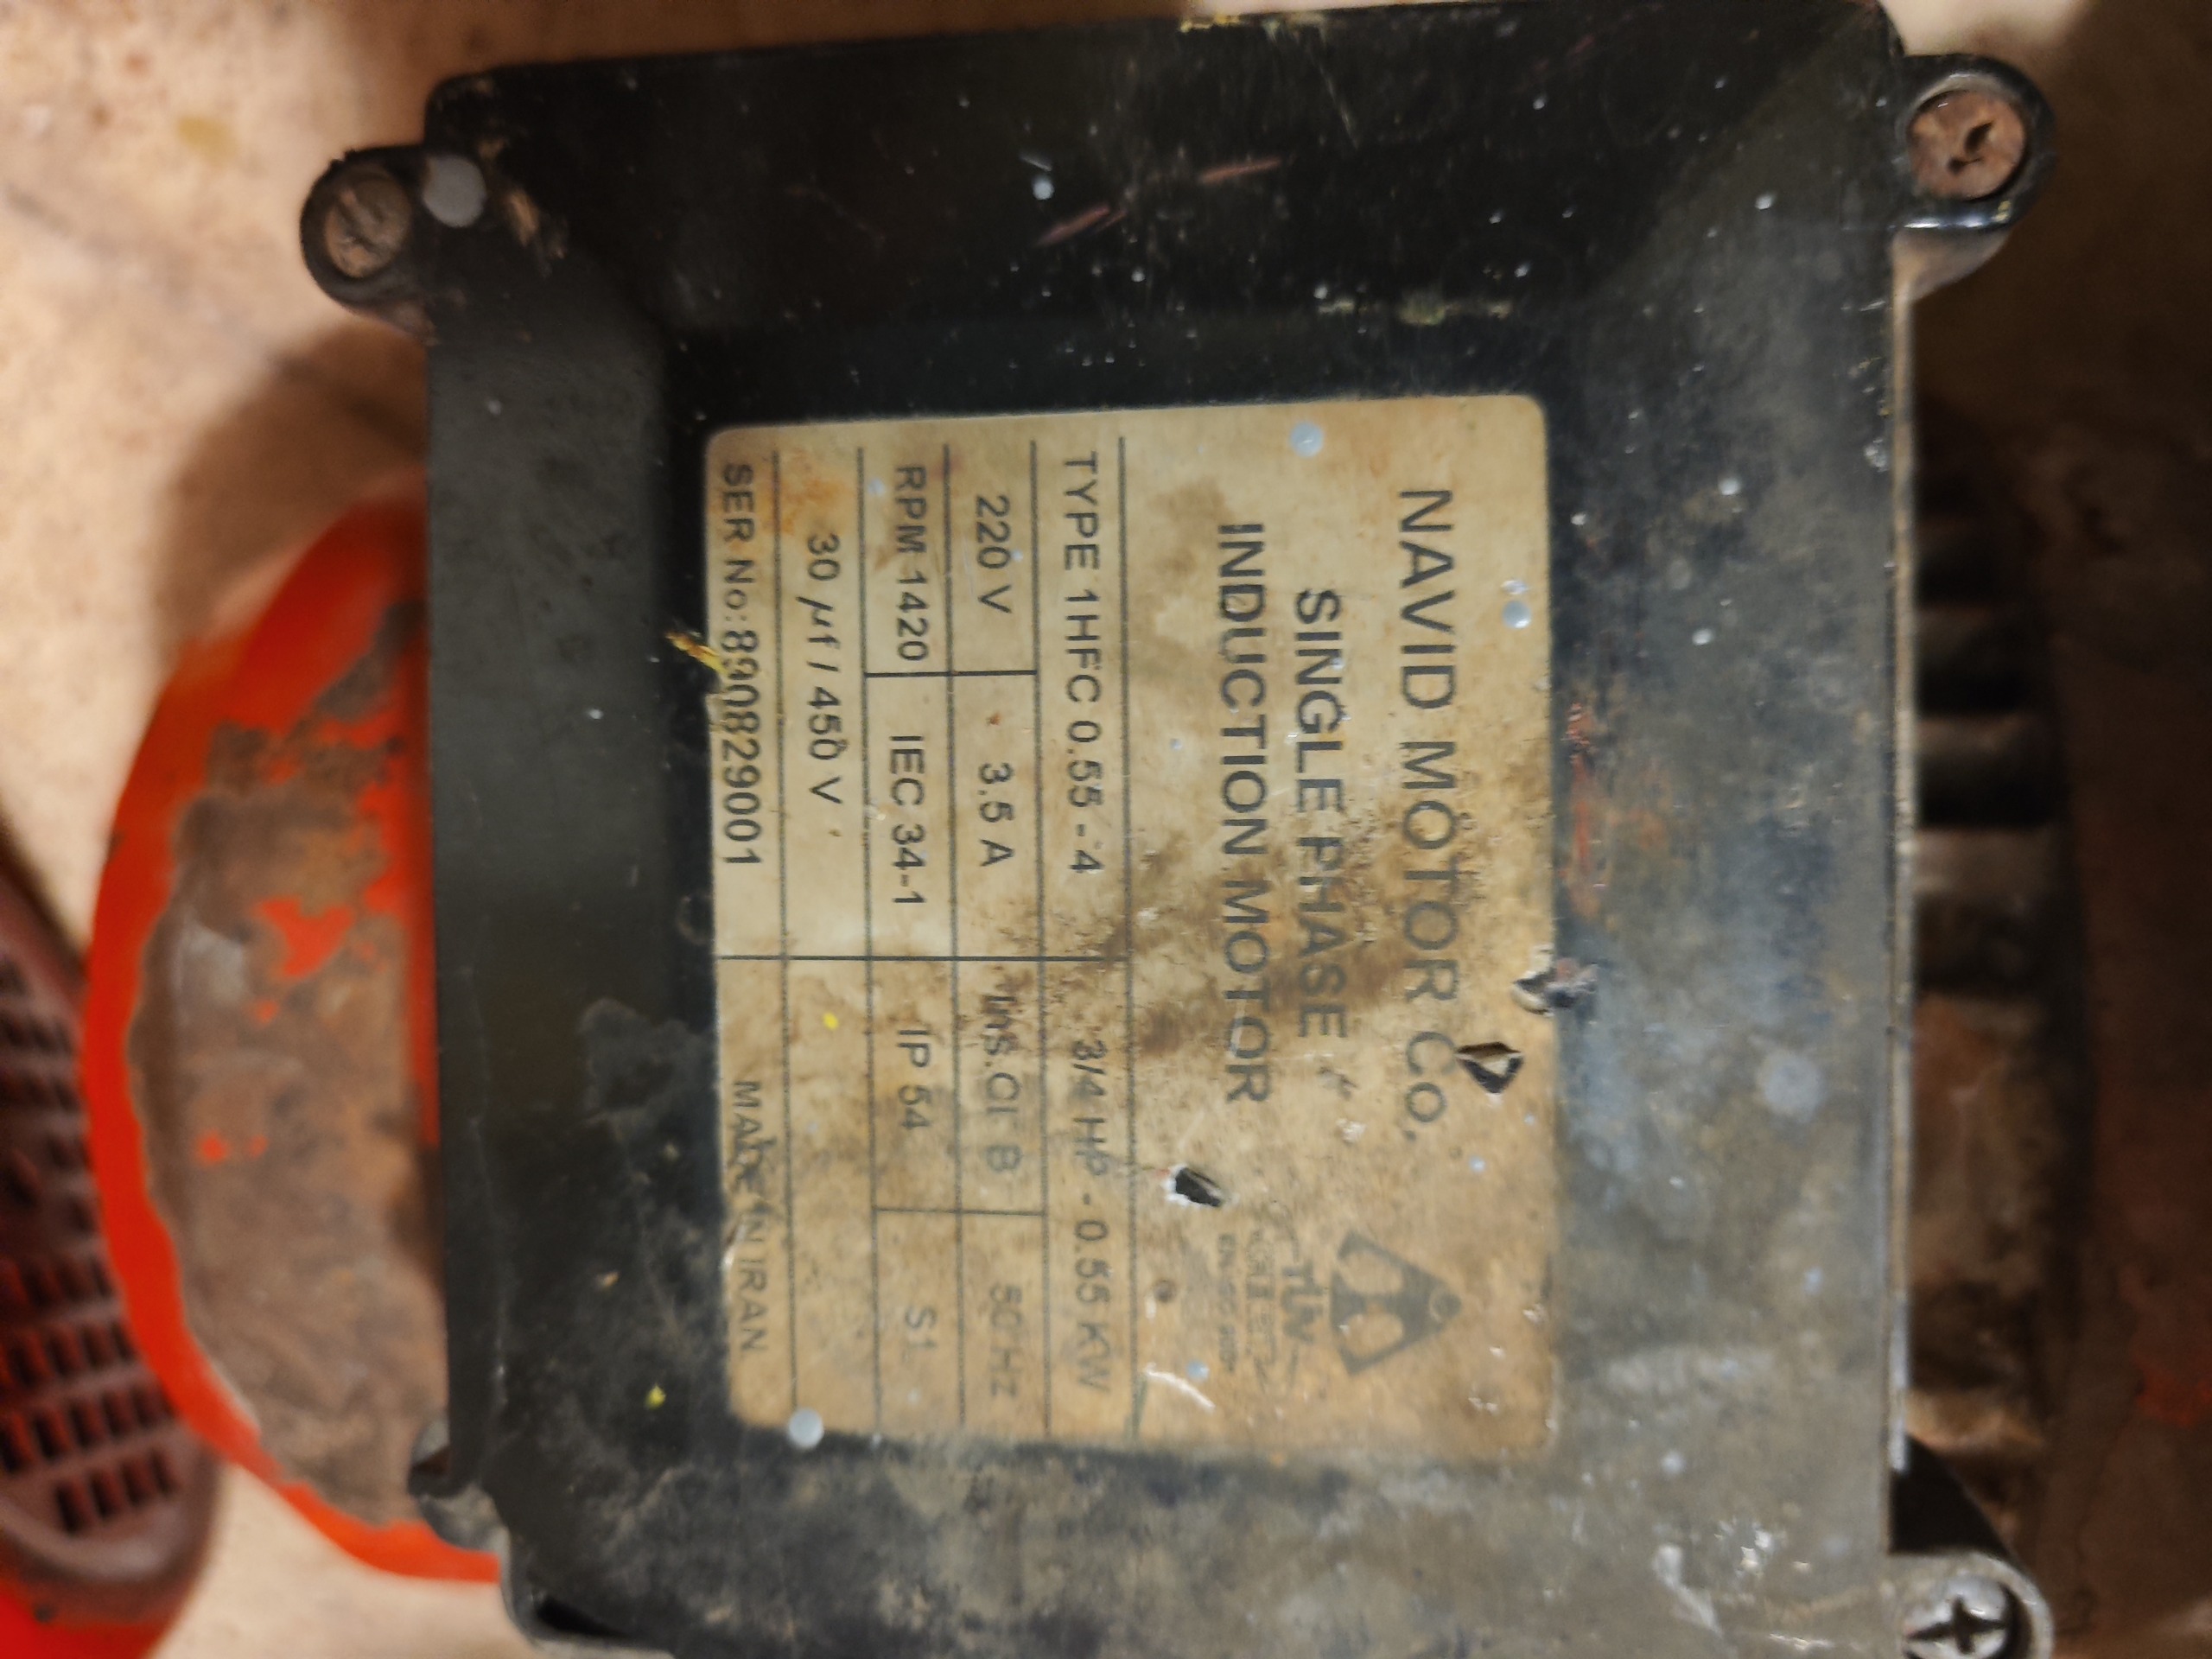 NAVID MOTOR Co.
SINGLE PHASE
INDUCTION MOTOR
TÜV
TYPE 1HFC 0.55 - 4 3/4 HP - 0.55 KW
220 V 3.5 A Ins.Cl B 50 Hz
RPM 1420 IEC 34-1 IP 54 S1
30 µf / 450 V
SER No:8908829001 MADE IN IRAN